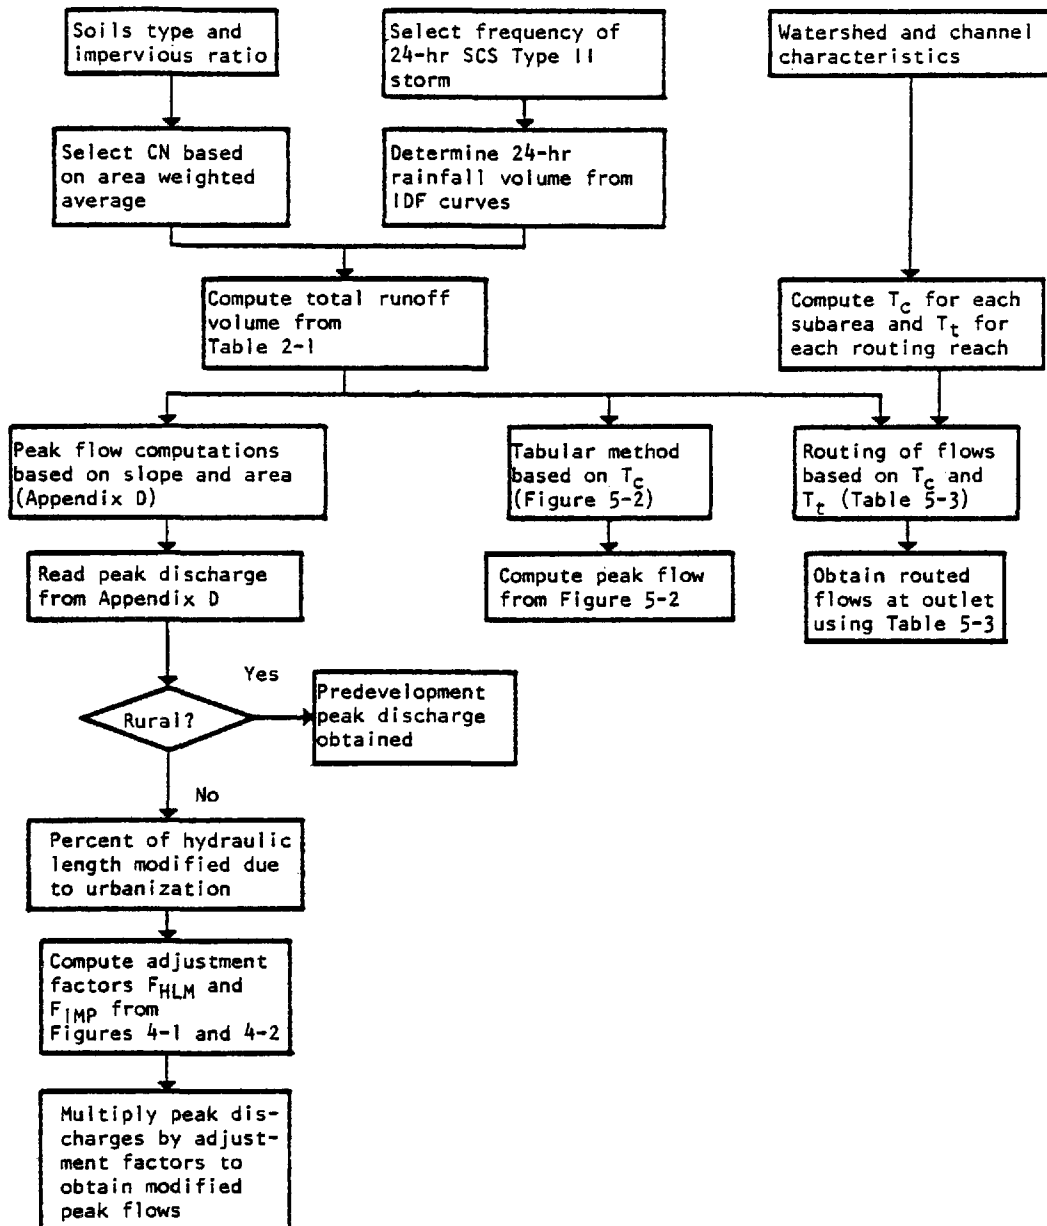 Soils type and
impervious ratio
Select frequency of
24-hr SCS Type II
storm
Watershed and channel
characteristics
Select CN based
on area weighted
average
Determine 24-hr
rainfall volume from
IDF curves
Compute total runoff
volume from
Table 2-1
Compute Tc for each
subarea and Tt for
each routing reach
Peak flow computations
based on slope and area
(Appendix D)
Tabular method
based on Tc
(Figure 5-2)
Routing of flows
based on Tc and
Tt (Table 5-3)
Read peak discharge
from Appendix D
Compute peak flow
from Figure 5-2
Obtain routed
flows at outlet
using Table 5-3
Yes
Rural?
Predevelopment
peak discharge
obtained
No
Percent of hydraulic
length modified due
to urbanization
Compute adjustment
factors FHLM and
FIMP from
Figures 4-1 and 4-2
Multiply peak dis-
charges by adjust-
ment factors to
obtain modified
peak flows